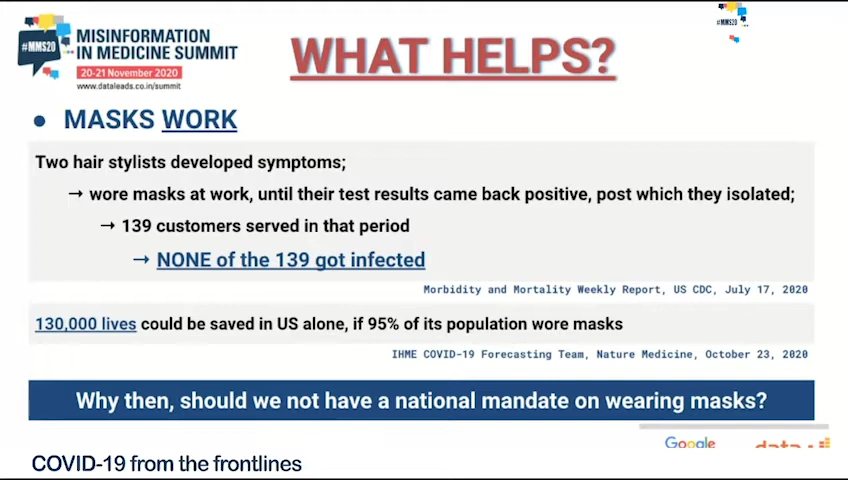 #MMS20
MISINFORMATION
IN MEDICINE SUMMIT
20-21 November 2020
www.dataleads.co.in/summit
#MMS20
WHAT HELPS?
● MASKS WORK
Two hair stylists developed symptoms;
→ wore masks at work, until their test results came back positive, post which they isolated;
→ 139 customers served in that period
→ NONE of the 139 got infected
Morbidity and Mortality Weekly Report, US CDC, July 17, 2020
130,000 lives could be saved in US alone, if 95% of its population wore masks
IHME COVID-19 Forecasting Team, Nature Medicine, October 23, 2020
Why then, should we not have a national mandate on wearing masks?
Google
COVID-19 from the frontlines